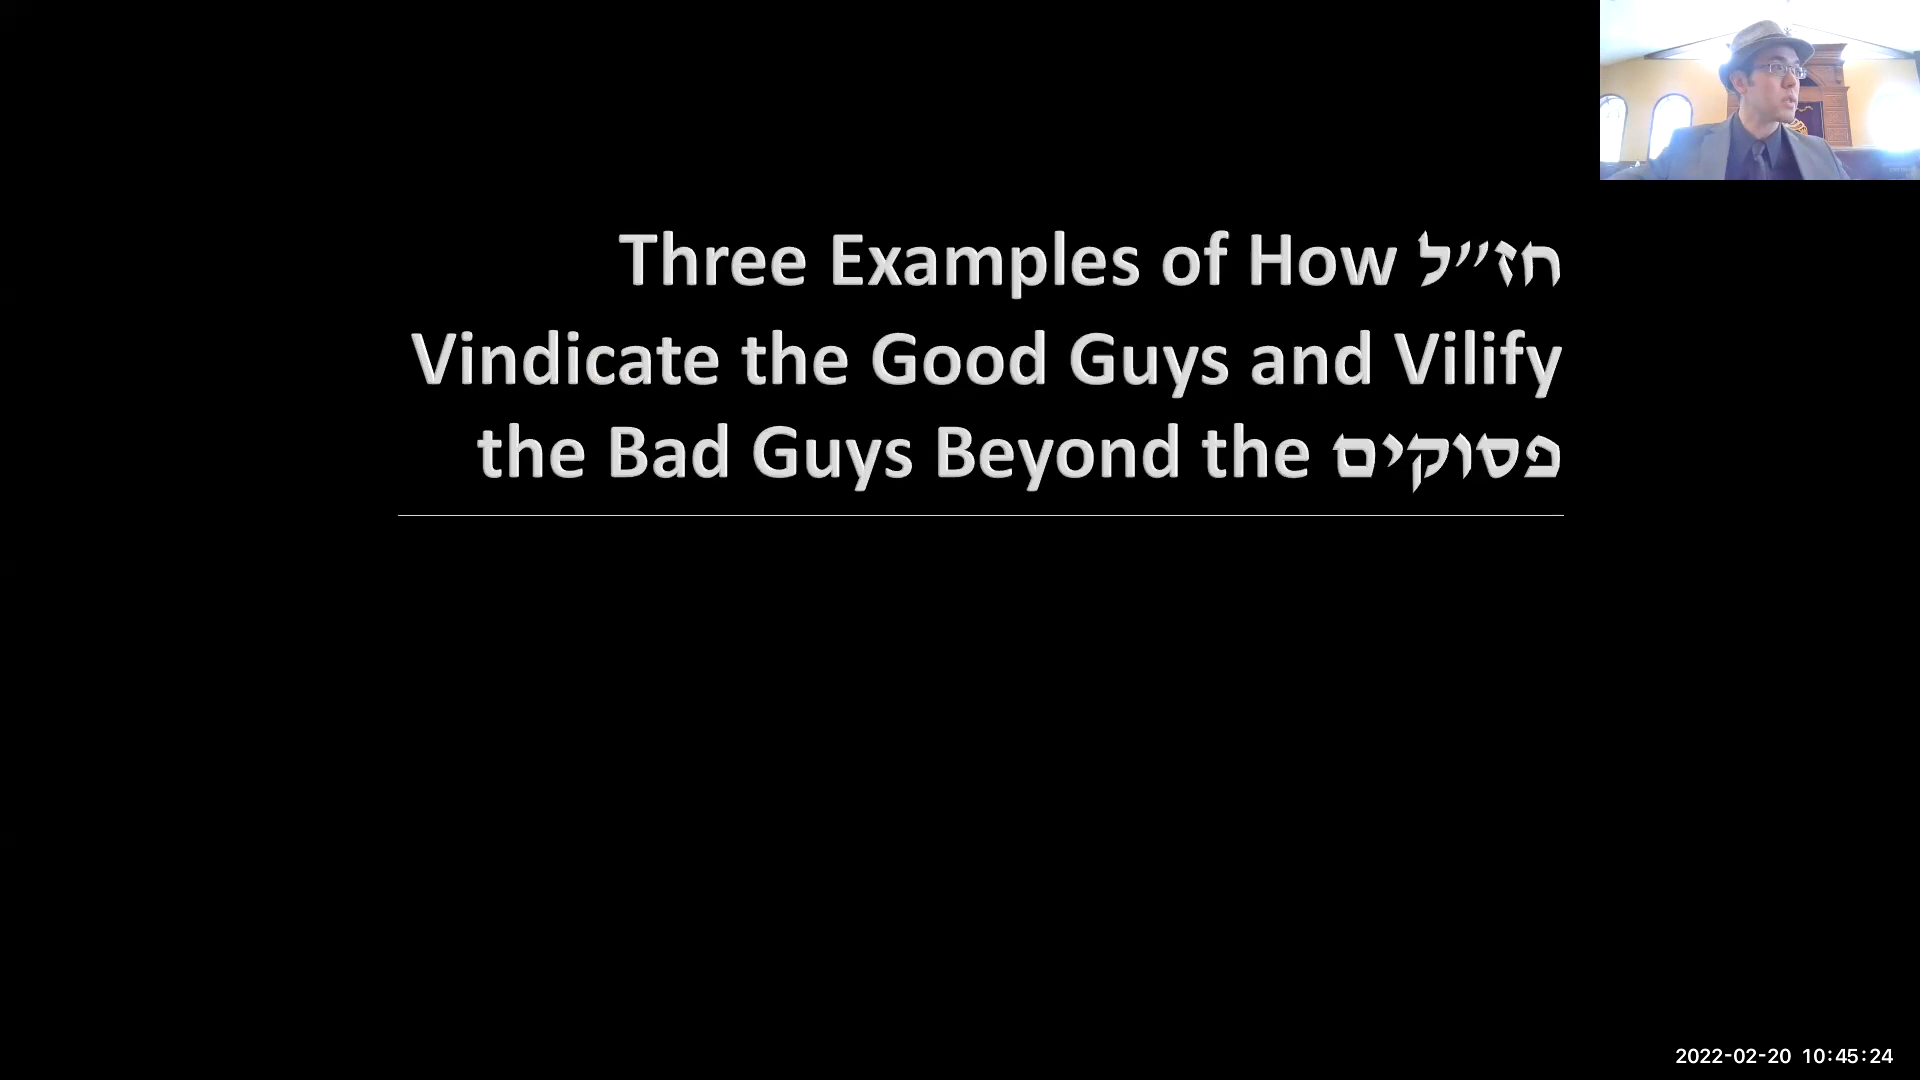 Three Examples of How חז״ל
Vindicate the Good Guys and Vilify
the Bad Guys Beyond the פסוקים
2022-02-20 10:45:24